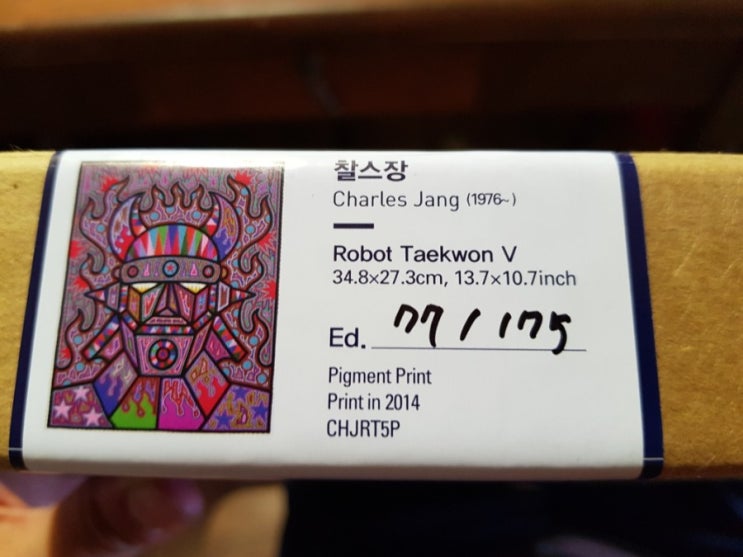 찰스장
Charles Jang (1976~)
Robot Taekwon V
34.8×27.3cm, 13.7×10.7inch
Ed. 77 / 175
Pigment Print
Print in 2014
CHJRT5P